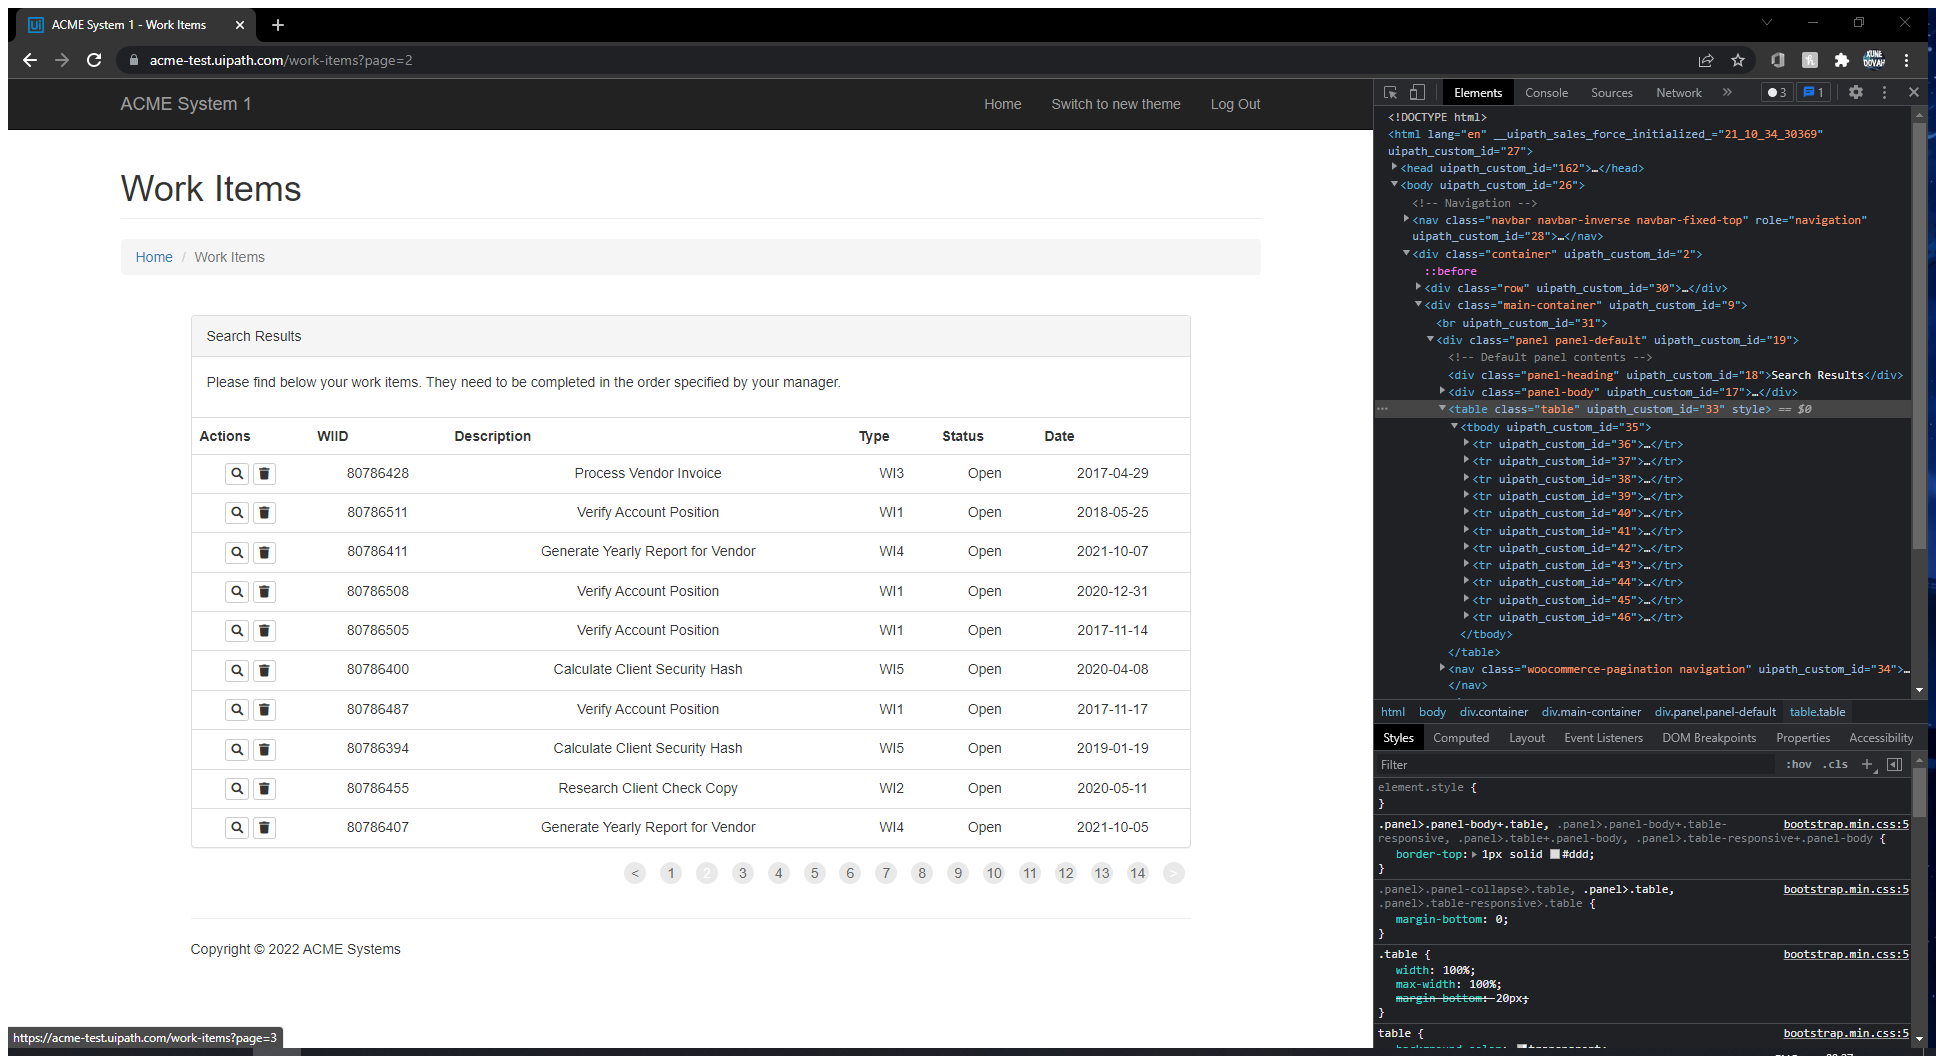 ACME System 1 - Work Items
acme-test.uipath.com/work-items?page=2
ACME System 1
Home Switch to new theme Log Out
Work Items
Home / Work Items
Search Results
Please find below your work items. They need to be completed in the order specified by your manager.
Actions WIID Description Type Status Date
80786428 Process Vendor Invoice WI3 Open 2017-04-29
80786511 Verify Account Position WI1 Open 2018-05-25
80786411 Generate Yearly Report for Vendor WI4 Open 2021-10-07
80786508 Verify Account Position WI1 Open 2020-12-31
80786505 Verify Account Position WI1 Open 2017-11-14
80786400 Calculate Client Security Hash WI5 Open 2020-04-08
80786487 Verify Account Position WI1 Open 2017-11-17
80786394 Calculate Client Security Hash WI5 Open 2019-01-19
80786455 Research Client Check Copy WI2 Open 2020-05-11
80786407 Generate Yearly Report for Vendor WI4 Open 2021-10-05
< 1 2 3 4 5 6 7 8 9 10 11 12 13 14 >
Copyright © 2022 ACME Systems
https://acme-test.uipath.com/work-items?page=3
Elements Console Sources Network » 3 1
<!DOCTYPE html>
<html lang="en" __uipath_sales_force_initialized_="21_10_34_30369"
uipath_custom_id="27">
<head uipath_custom_id="162">…</head>
<body uipath_custom_id="26">
<!-- Navigation -->
<nav class="navbar navbar-inverse navbar-fixed-top" role="navigation"
uipath_custom_id="28">…</nav>
<div class="container" uipath_custom_id="2">
::before
<div class="row" uipath_custom_id="30">…</div>
<div class="main-container" uipath_custom_id="9">
<br uipath_custom_id="31">
<div class="panel panel-default" uipath_custom_id="19">
<!-- Default panel contents -->
<div class="panel-heading" uipath_custom_id="18">Search Results</div>
<div class="panel-body" uipath_custom_id="17">…</div>
<table class="table" uipath_custom_id="33" style> == $0
<tbody uipath_custom_id="35">
<tr uipath_custom_id="36">…</tr>
<tr uipath_custom_id="37">…</tr>
<tr uipath_custom_id="38">…</tr>
<tr uipath_custom_id="39">…</tr>
<tr uipath_custom_id="40">…</tr>
<tr uipath_custom_id="41">…</tr>
<tr uipath_custom_id="42">…</tr>
<tr uipath_custom_id="43">…</tr>
<tr uipath_custom_id="44">…</tr>
<tr uipath_custom_id="45">…</tr>
<tr uipath_custom_id="46">…</tr>
</tbody>
</table>
<nav class="woocommerce-pagination navigation" uipath_custom_id="34">…
</nav>
html body div.container div.main-container div.panel.panel-default table.table
Styles Computed Layout Event Listeners DOM Breakpoints Properties Accessibility
Filter :hov .cls +
element.style {
}
.panel>.panel-body+.table, .panel>.panel-body+.table- bootstrap.min.css:5
responsive, .panel>.table+.panel-body, .panel>.table-responsive+.panel-body {
border-top: 1px solid #ddd;
}
.panel>.panel-collapse>.table, .panel>.table, bootstrap.min.css:5
.panel>.table-responsive>.table {
margin-bottom: 0;
}
.table { bootstrap.min.css:5
width: 100%;
max-width: 100%;
margin-bottom: 20px;
}
table { bootstrap.min.css:5